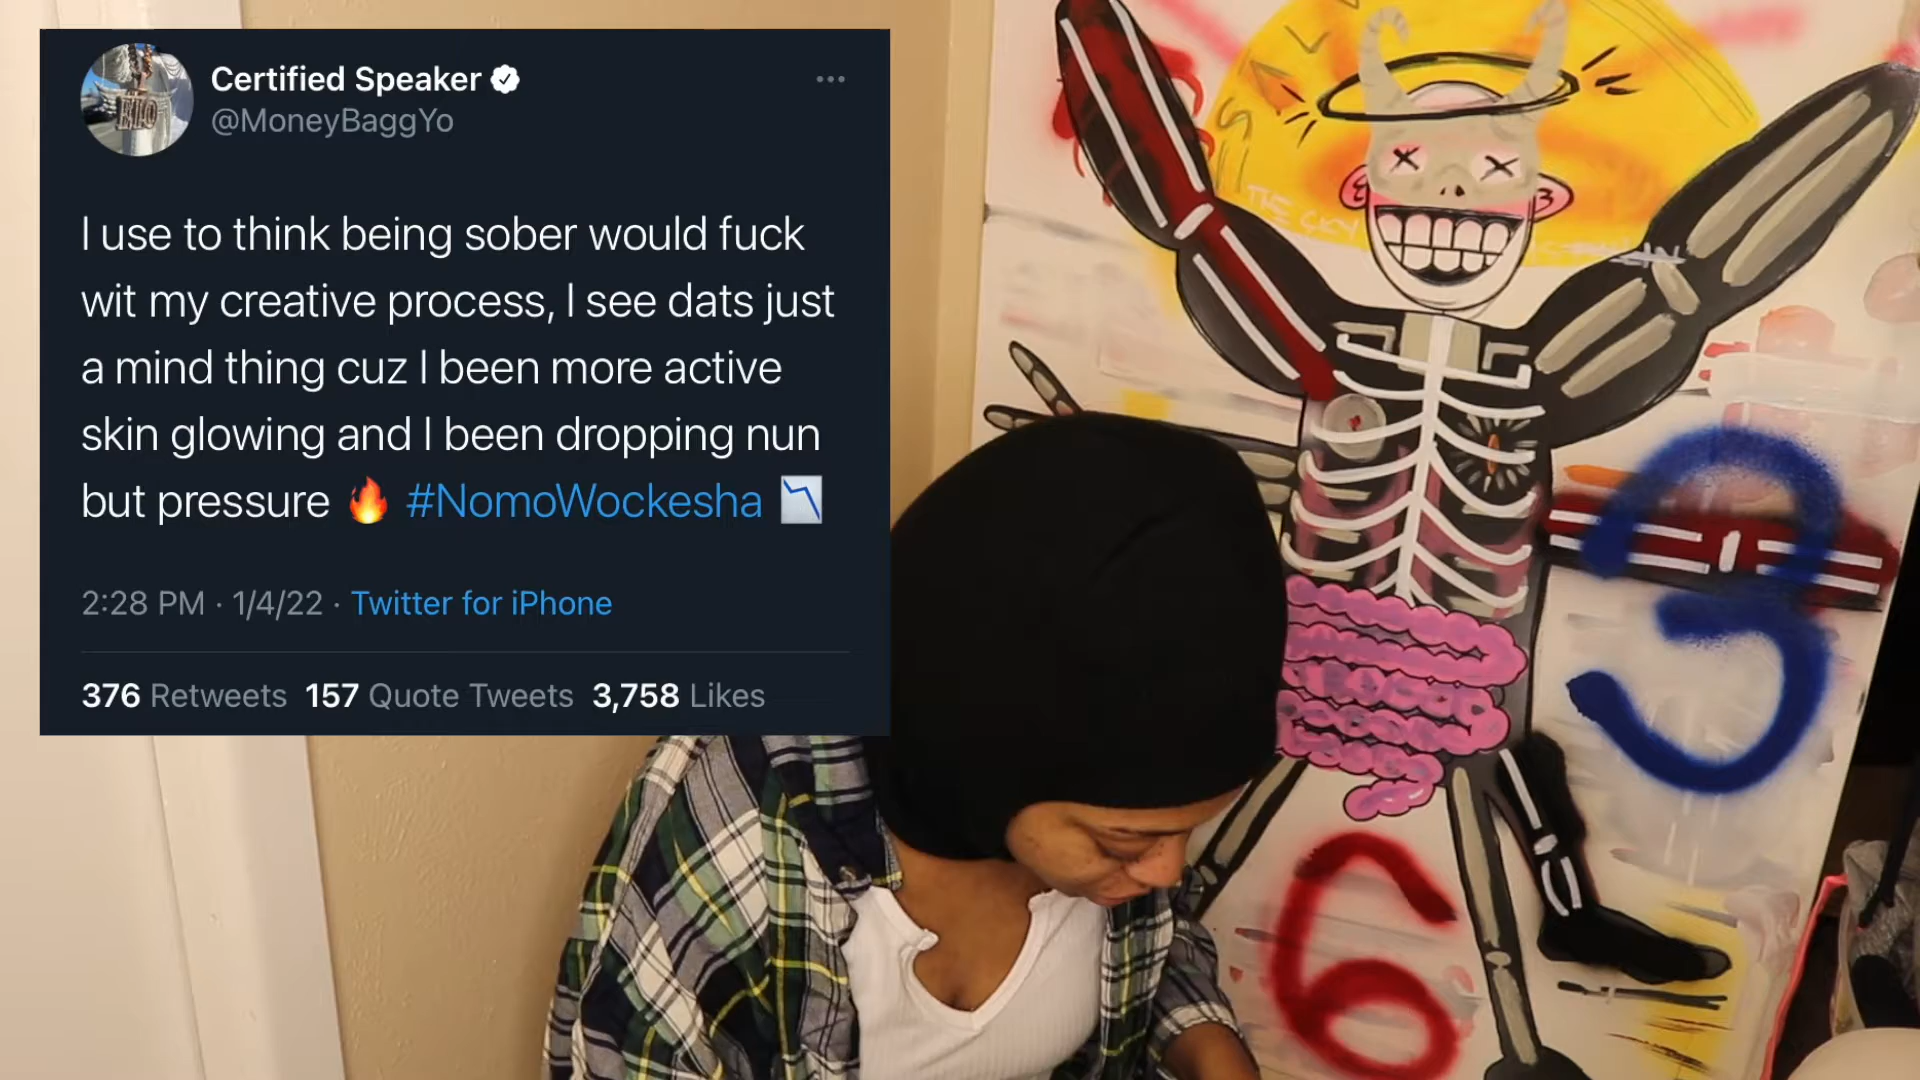 Certified Speaker
@MoneyBaggYo
I use to think being sober would fuck
wit my creative process, I see dats just
a mind thing cuz I been more active
skin glowing and I been dropping nun
but pressure 🔥 #NomoWockesha 📉
2:28 PM · 1/4/22 · Twitter for iPhone
376 Retweets 157 Quote Tweets 3,758 Likes
THE SKY
3
6